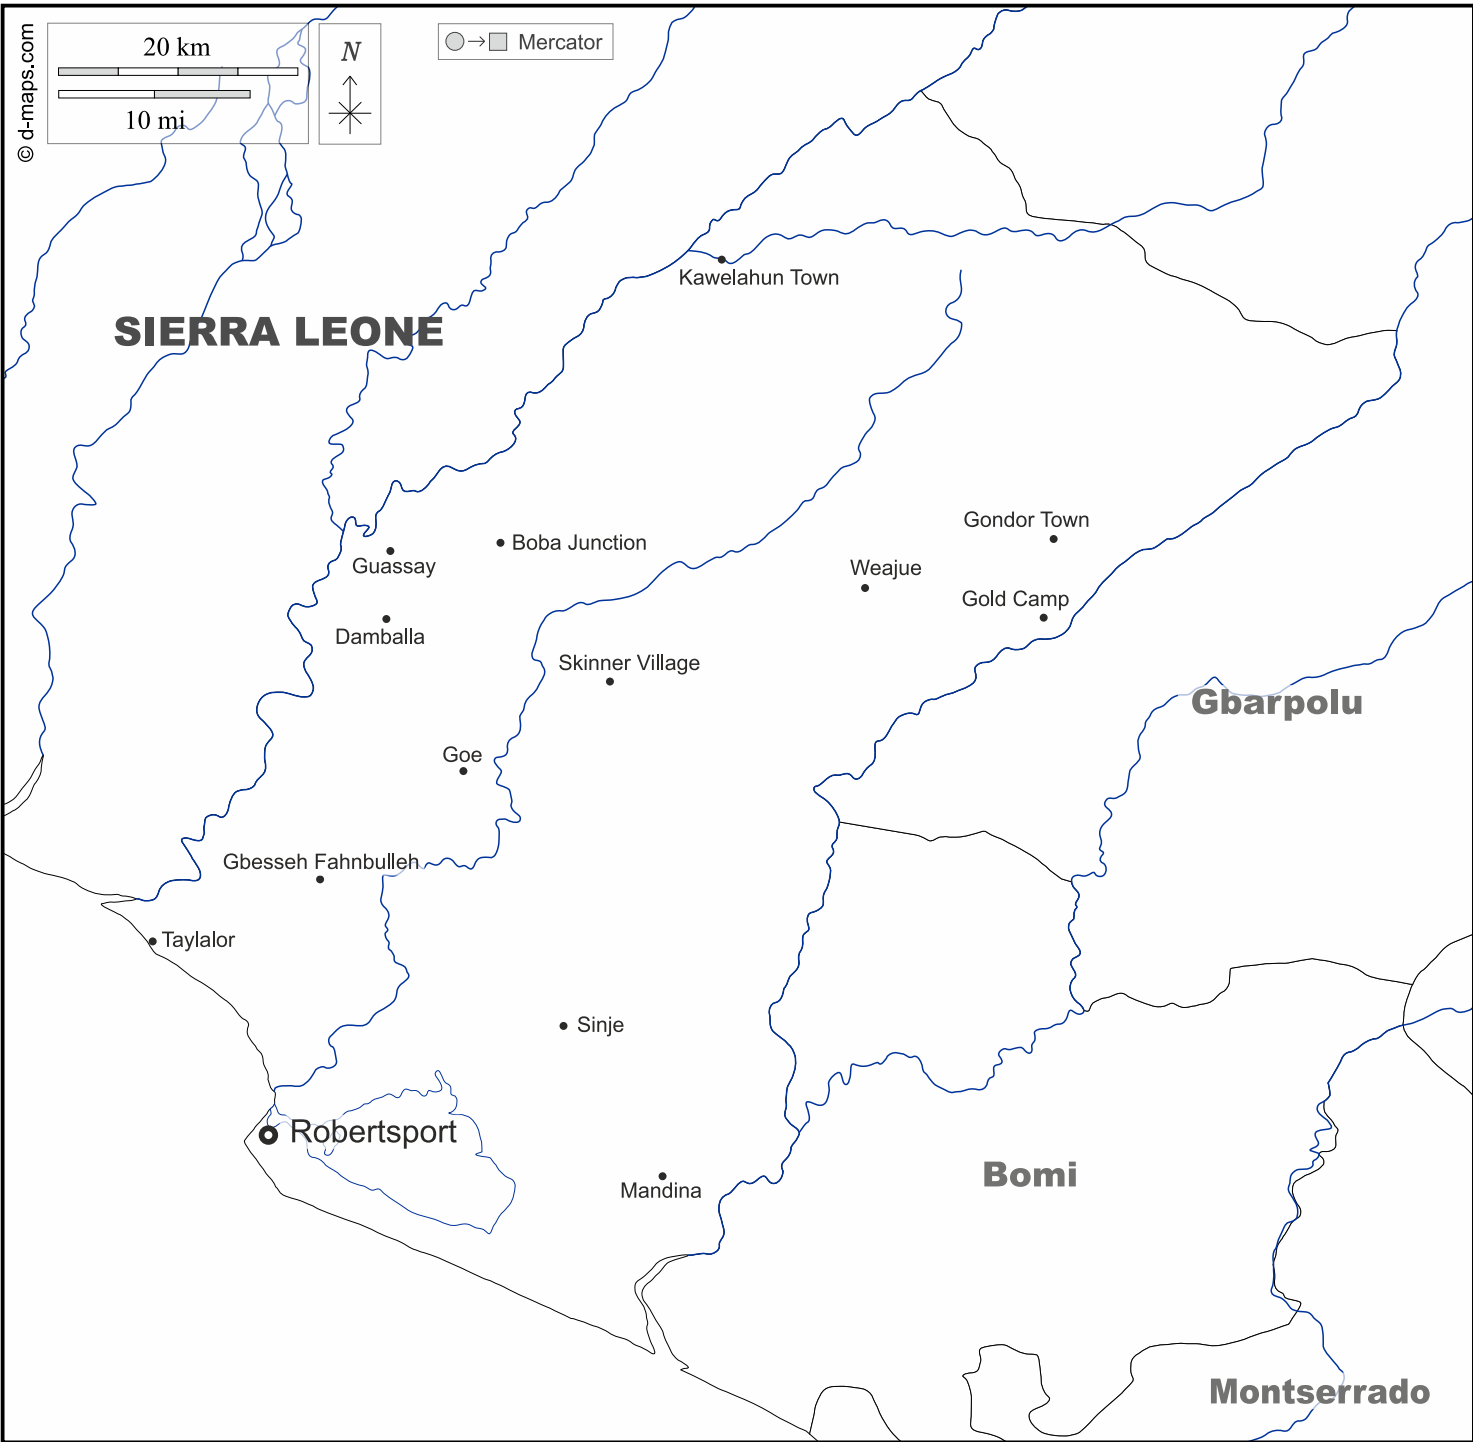 © d-maps.com
20 km
10 mi
N
Mercator
Kawelahun Town
SIERRA LEONE
Gondor Town
Boba Junction
Guassay
Weajue
Gold Camp
Damballa
Skinner Village
Gbarpolu
Goe
Gbesseh Fahnbulleh
Taylalor
Sinje
Robertsport
Bomi
Mandina
Montserrado